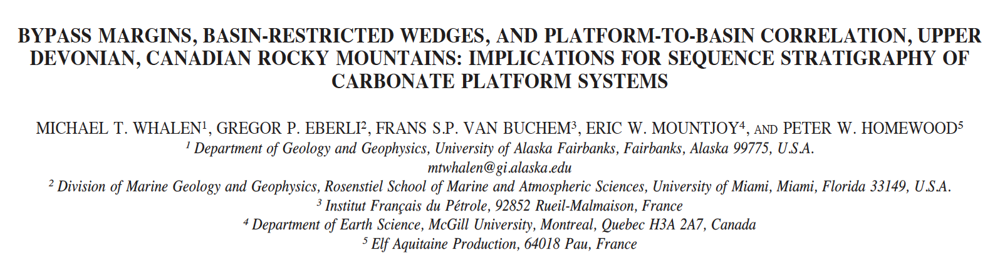 BYPASS MARGINS, BASIN-RESTRICTED WEDGES, AND PLATFORM-TO-BASIN CORRELATION, UPPER
DEVONIAN, CANADIAN ROCKY MOUNTAINS: IMPLICATIONS FOR SEQUENCE STRATIGRAPHY OF
CARBONATE PLATFORM SYSTEMS
MICHAEL T. WHALEN¹, GREGOR P. EBERLI², FRANS S.P. VAN BUCHEM³, ERIC W. MOUNTJOY⁴, AND PETER W. HOMEWOOD⁵
¹ Department of Geology and Geophysics, University of Alaska Fairbanks, Fairbanks, Alaska 99775, U.S.A.
mtwhalen@gi.alaska.edu
² Division of Marine Geology and Geophysics, Rosenstiel School of Marine and Atmospheric Sciences, University of Miami, Miami, Florida 33149, U.S.A.
³ Institut Français du Pétrole, 92852 Rueil-Malmaison, France
⁴ Department of Earth Science, McGill University, Montreal, Quebec H3A 2A7, Canada
⁵ Elf Aquitaine Production, 64018 Pau, France